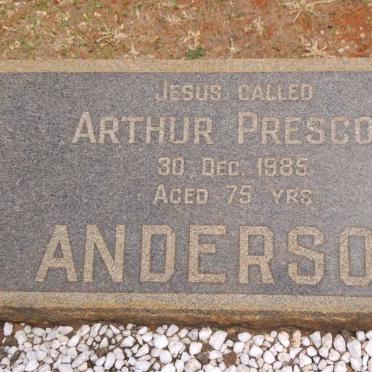 JESUS CALLED
ARTHUR PRESCO
30 DEC. 1985
AGED 75 YRS
ANDERSO